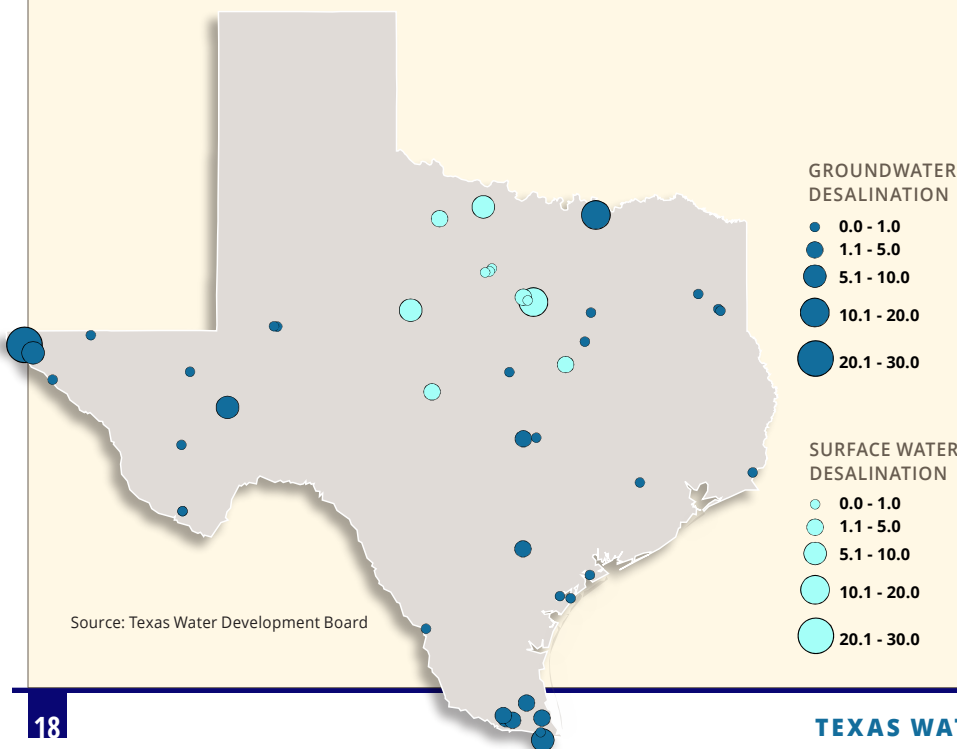 GROUNDWATER
DESALINATION
0.0 - 1.0
1.1 - 5.0
5.1 - 10.0
10.1 - 20.0
20.1 - 30.0
SURFACE WATER
DESALINATION
0.0 - 1.0
1.1 - 5.0
5.1 - 10.0
10.1 - 20.0
20.1 - 30.0
Source: Texas Water Development Board
18
TEXAS WAT